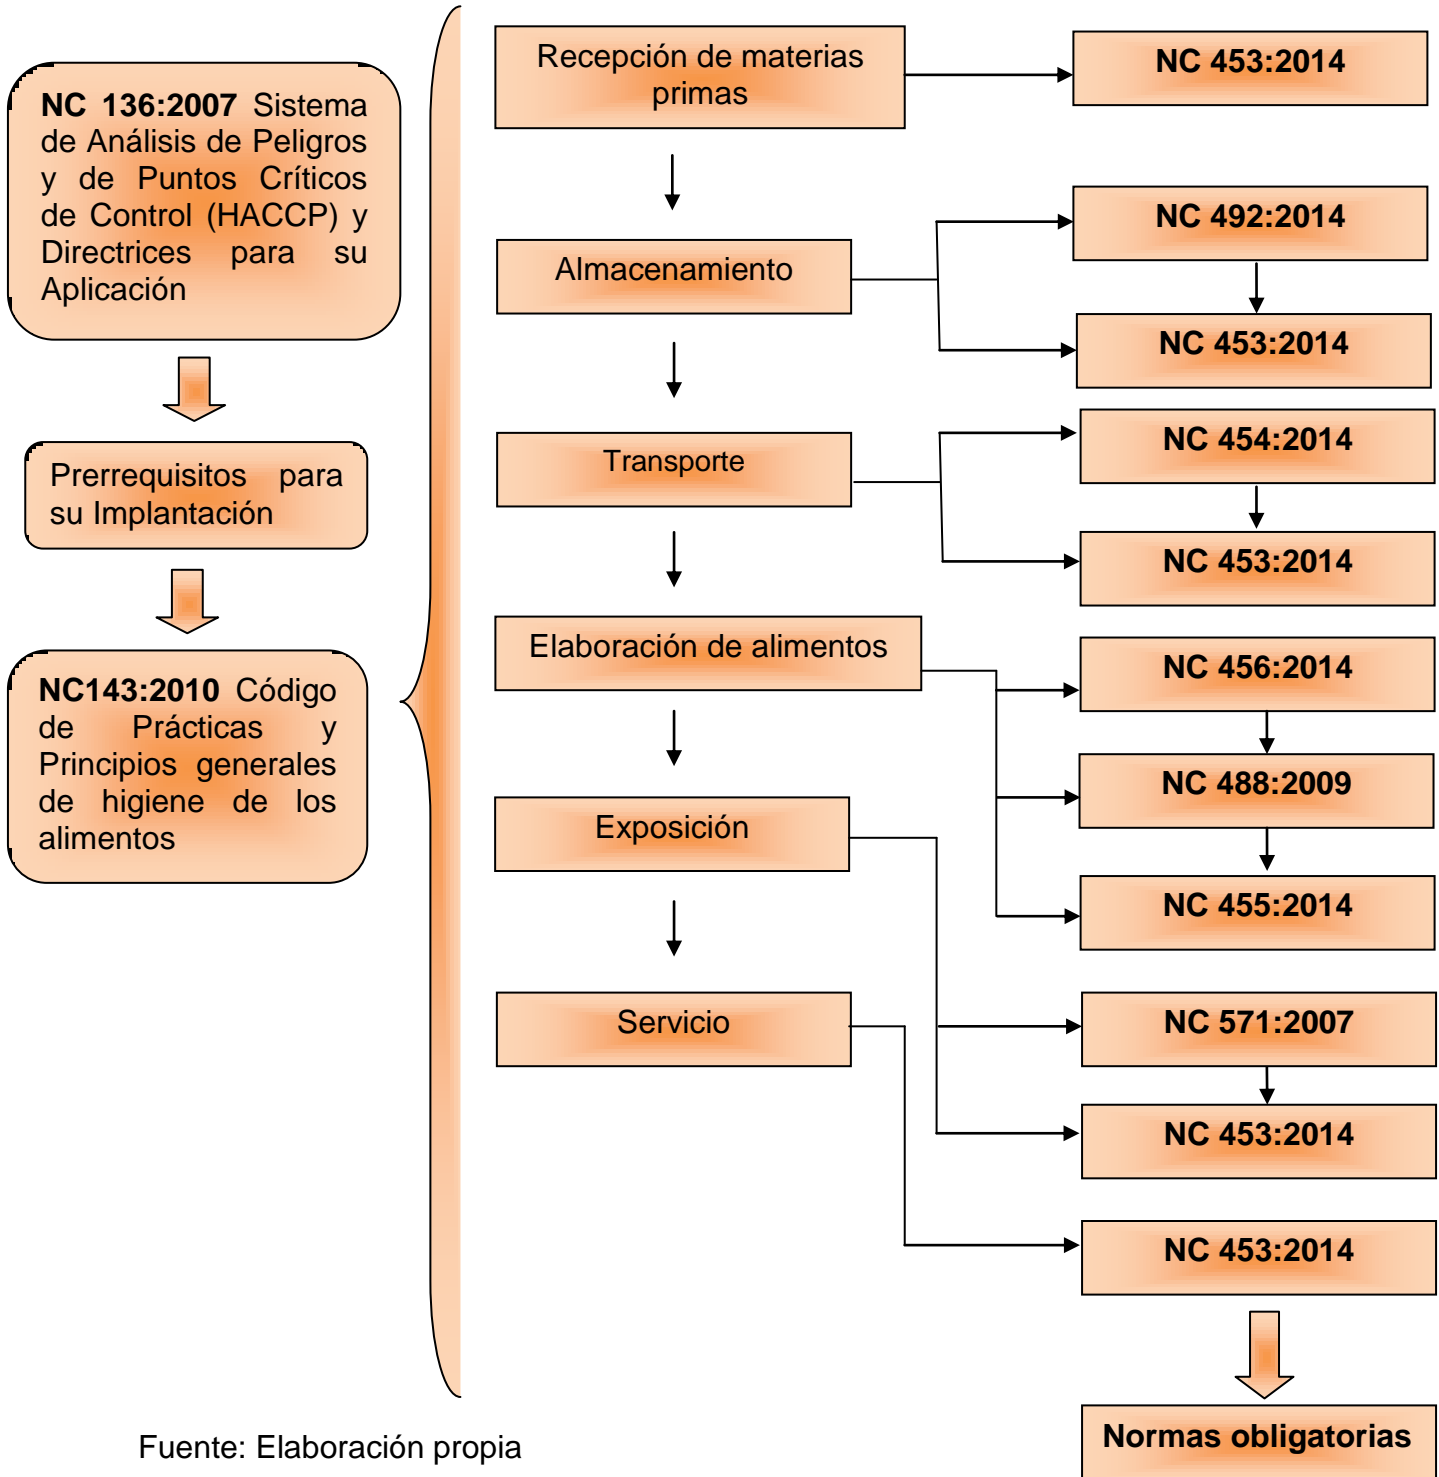 NC 136:2007 Sistema
de Análisis de Peligros
y de Puntos Críticos
de Control (HACCP) y
Directrices para su
Aplicación
Prerrequisitos para
su Implantación
NC143:2010 Código
de Prácticas y
Principios generales
de higiene de los
alimentos
Recepción de materias
primas
NC 453:2014
Almacenamiento
NC 492:2014
NC 453:2014
Transporte
NC 454:2014
NC 453:2014
Elaboración de alimentos
NC 456:2014
NC 488:2009
NC 455:2014
Exposición
NC 571:2007
NC 453:2014
Servicio
NC 453:2014
Normas obligatorias
Fuente: Elaboración propia